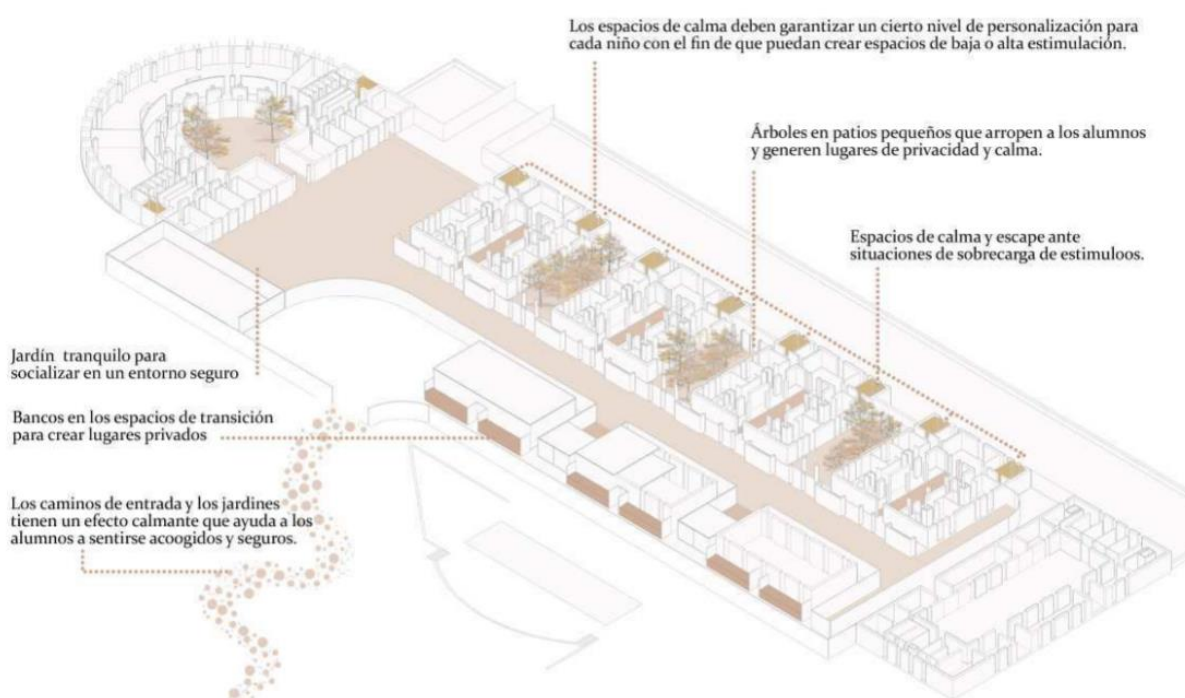 Los espacios de calma deben garantizar un cierto nivel de personalización para
cada niño con el fin de que puedan crear espacios de baja o alta estimulación.
Árboles en patios pequeños que arropen a los alumnos
y generen lugares de privacidad y calma.
Espacios de calma y escape ante
situaciones de sobrecarga de estimuloos.
Jardín tranquilo para
socializar en un entorno seguro
Bancos en los espacios de transición
para crear lugares privados
Los caminos de entrada y los jardines
tienen un efecto calmante que ayuda a los
alumnos a sentirse acoogidos y seguros.